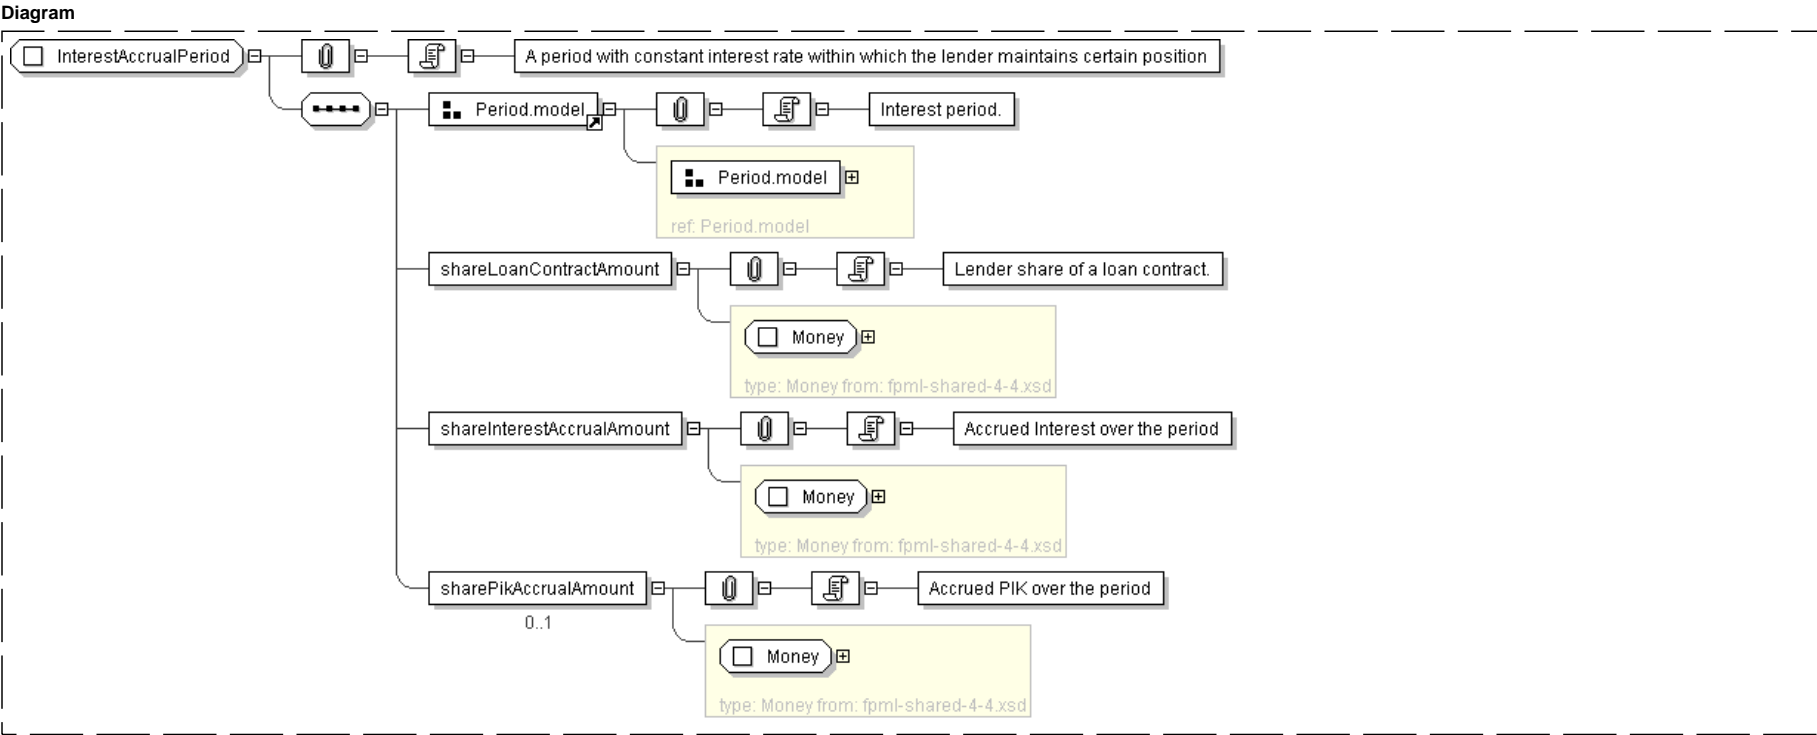 Diagram
InterestAccrualPeriod A period with constant interest rate within which the lender maintains certain position
Period.model Interest period.
Period.model
ref: Period.model
shareLoanContractAmount Lender share of a loan contract.
Money
type: Money from: fpml-shared-4-4.xsd
shareInterestAccrualAmount Accrued Interest over the period
Money
type: Money from: fpml-shared-4-4.xsd
sharePikAccrualAmount Accrued PIK over the period
0..1
Money
type: Money from: fpml-shared-4-4.xsd